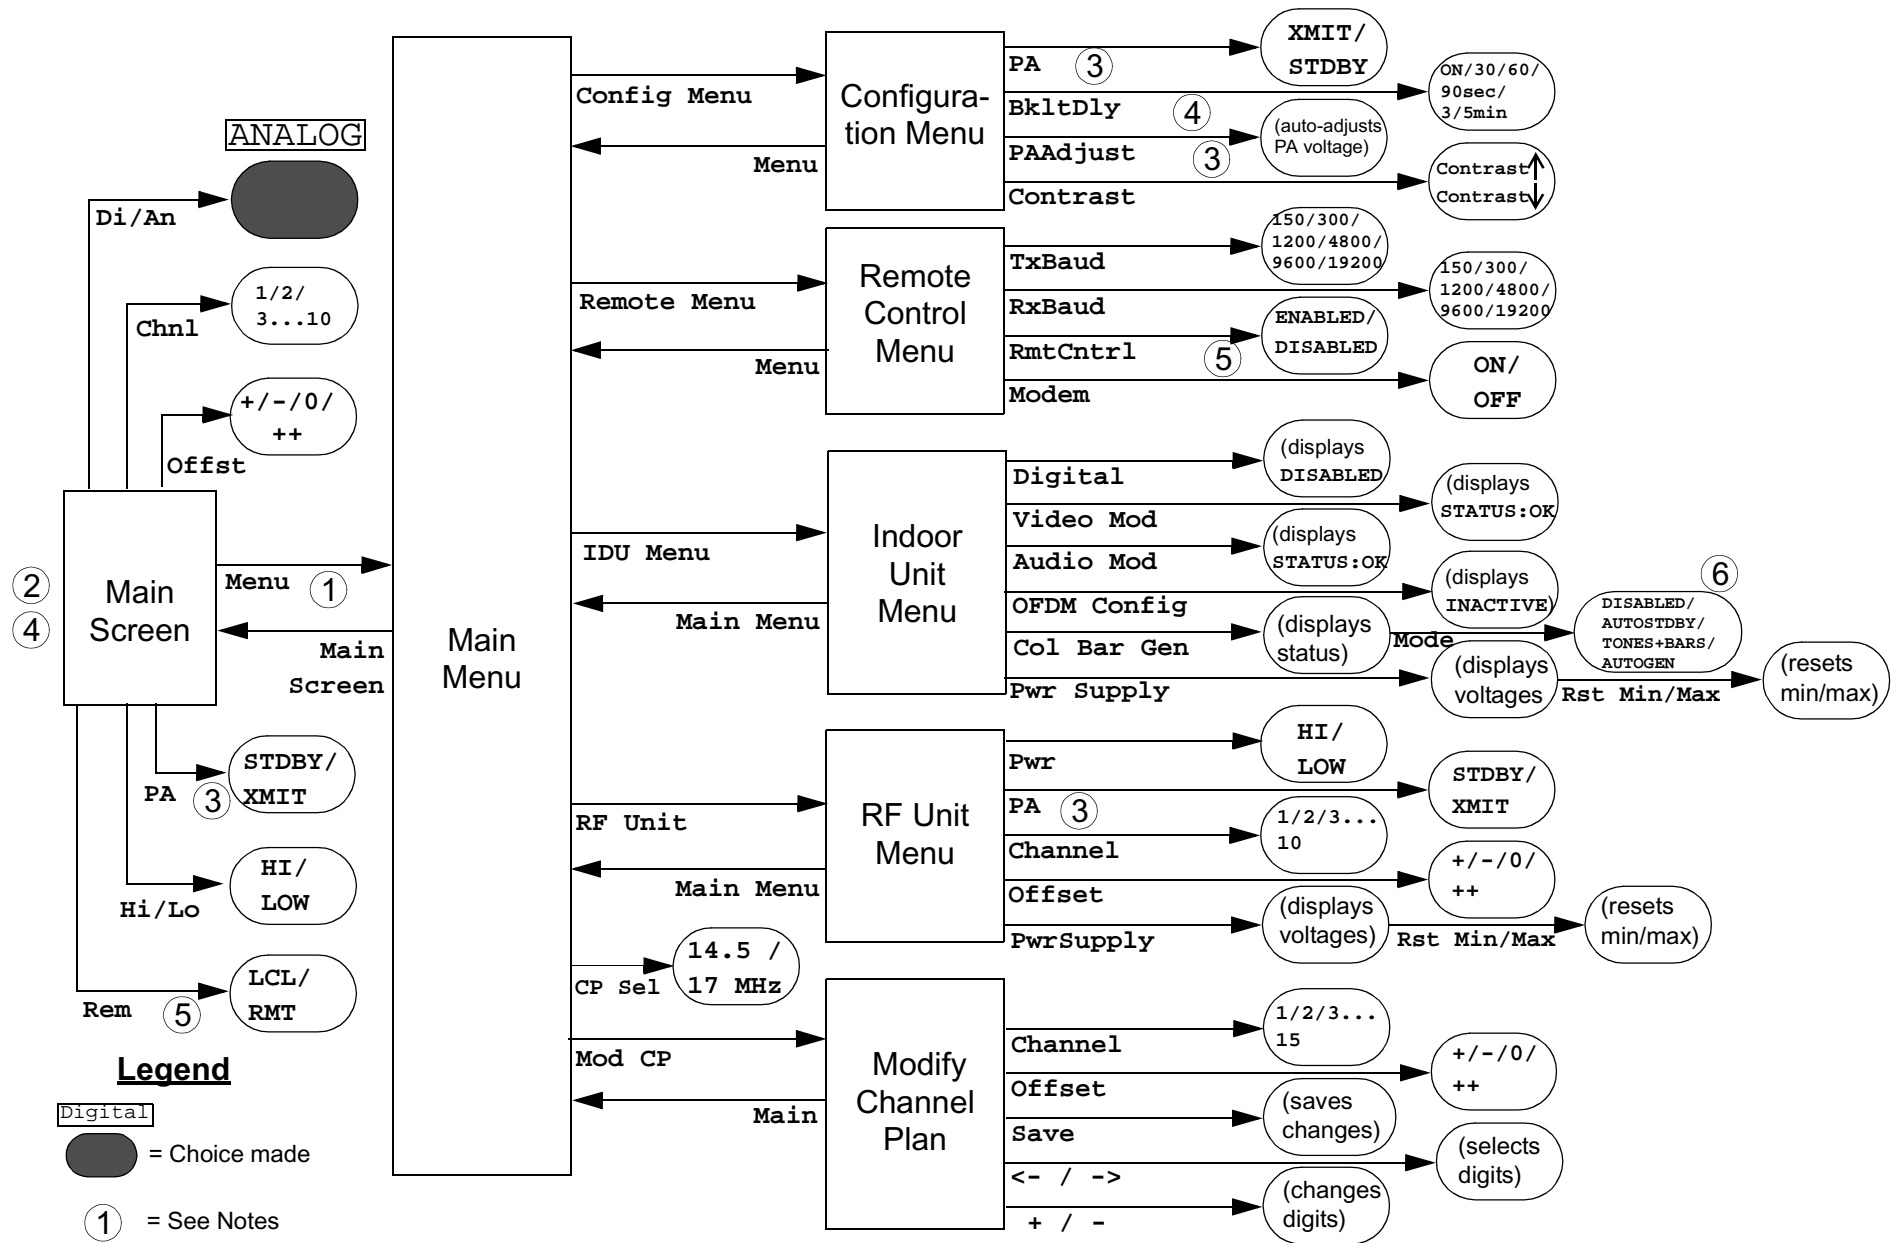 ANALOG
Di/An
Chnl
1/2/
3...10
Offst
+/-/0/
++
②
④
Main
Screen
Menu
①
Main
Screen
PA
③
STDBY/
XMIT
Hi/Lo
HI/
LOW
Rem
⑤
LCL/
RMT
Legend
Digital
= Choice made
①
= See Notes
Main
Menu
Config Menu
Menu
Configura-
tion Menu
PA
③
XMIT/
STDBY
BkltDly
④
ON/30/60/
90sec/
3/5min
PAAdjust
③
(auto-adjusts
PA voltage)
Contrast
Contrast↑
Contrast↓
Remote Menu
Menu
Remote
Control
Menu
TxBaud
150/300/
1200/4800/
9600/19200
RxBaud
150/300/
1200/4800/
9600/19200
RmtCntrl
⑤
ENABLED/
DISABLED
Modem
ON/
OFF
IDU Menu
Main Menu
Indoor
Unit
Menu
Digital
(displays
DISABLED
Video Mod
(displays
STATUS:OK
Audio Mod
(displays
STATUS:OK
OFDM Config
(displays
INACTIVE)
Col Bar Gen
(displays
status)
Mode
⑥
DISABLED/
AUTOSTDBY/
TONES+BARS/
AUTOGEN
Pwr Supply
(displays
voltages
Rst Min/Max
(resets
min/max)
RF Unit
Main Menu
RF Unit
Menu
Pwr
HI/
LOW
PA
③
STDBY/
XMIT
Channel
1/2/3...
10
Offset
+/-/0/
++
PwrSupply
(displays
voltages)
Rst Min/Max
(resets
min/max)
CP Sel
14.5 /
17 MHz
Mod CP
Main
Modify
Channel
Plan
Channel
1/2/3...
15
Offset
+/-/0/
++
Save
(saves
changes)
<- / ->
(selects
digits)
+ / -
(changes
digits)